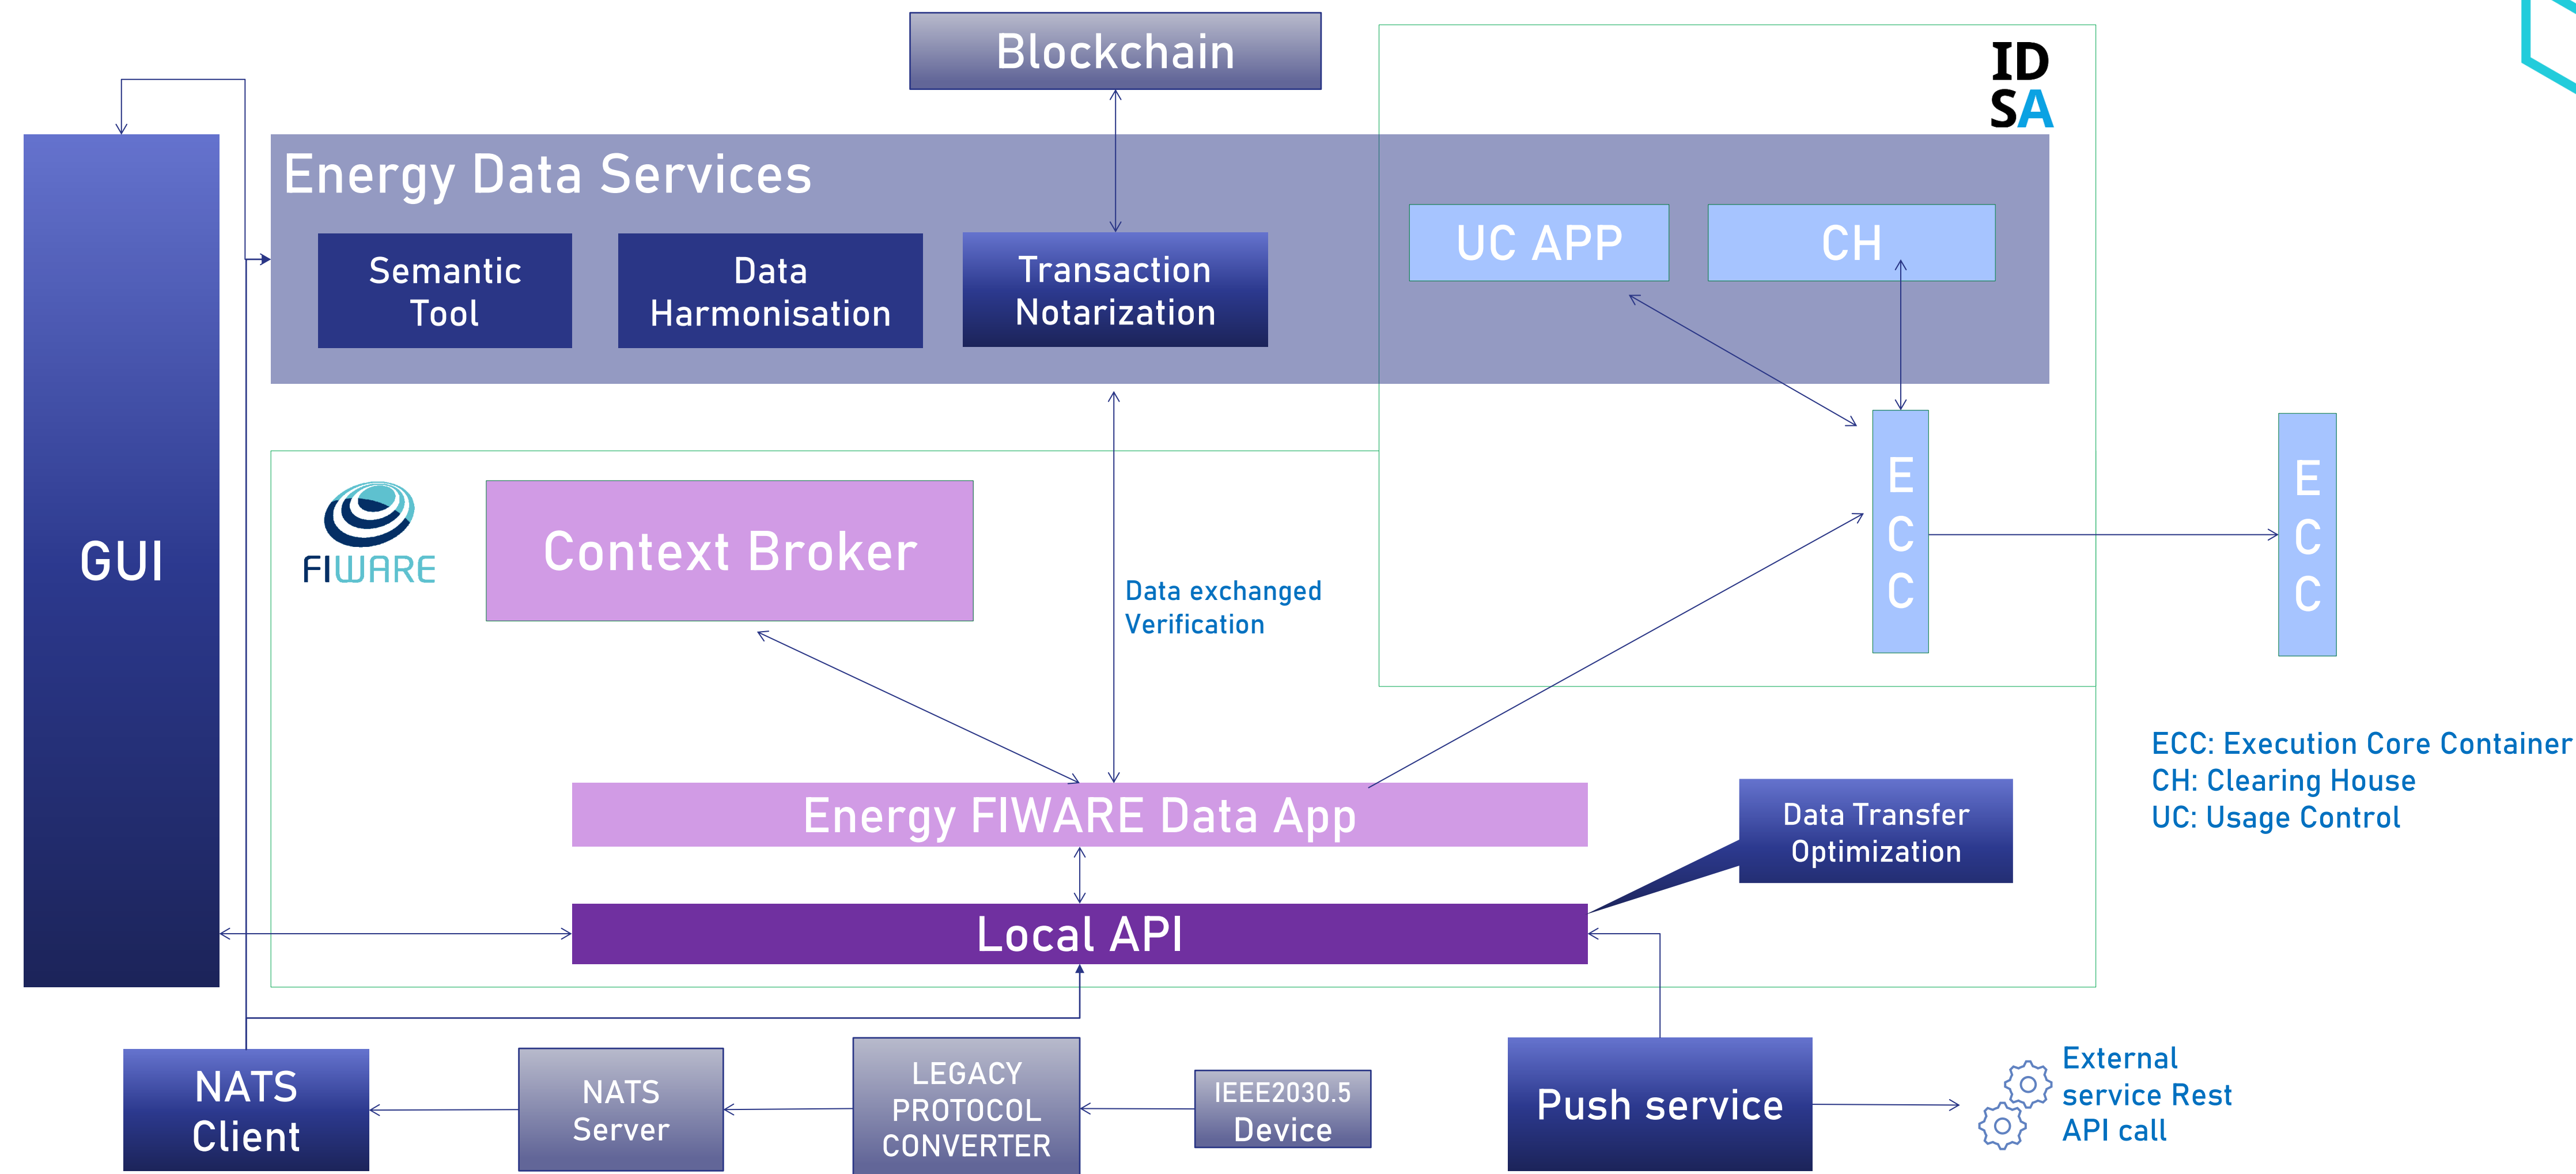 Blockchain
ID
SA
Energy Data Services
Semantic
Tool
Data
Harmonisation
Transaction
Notarization
UC APP
CH
GUI
FIWARE
Context Broker
Data exchanged
Verification
E
C
C
E
C
C
ECC: Execution Core Container
CH: Clearing House
UC: Usage Control
Energy FIWARE Data App
Data Transfer
Optimization
Local API
NATS
Client
NATS
Server
LEGACY
PROTOCOL
CONVERTER
IEEE2030.5
Device
Push service
External
service Rest
API call